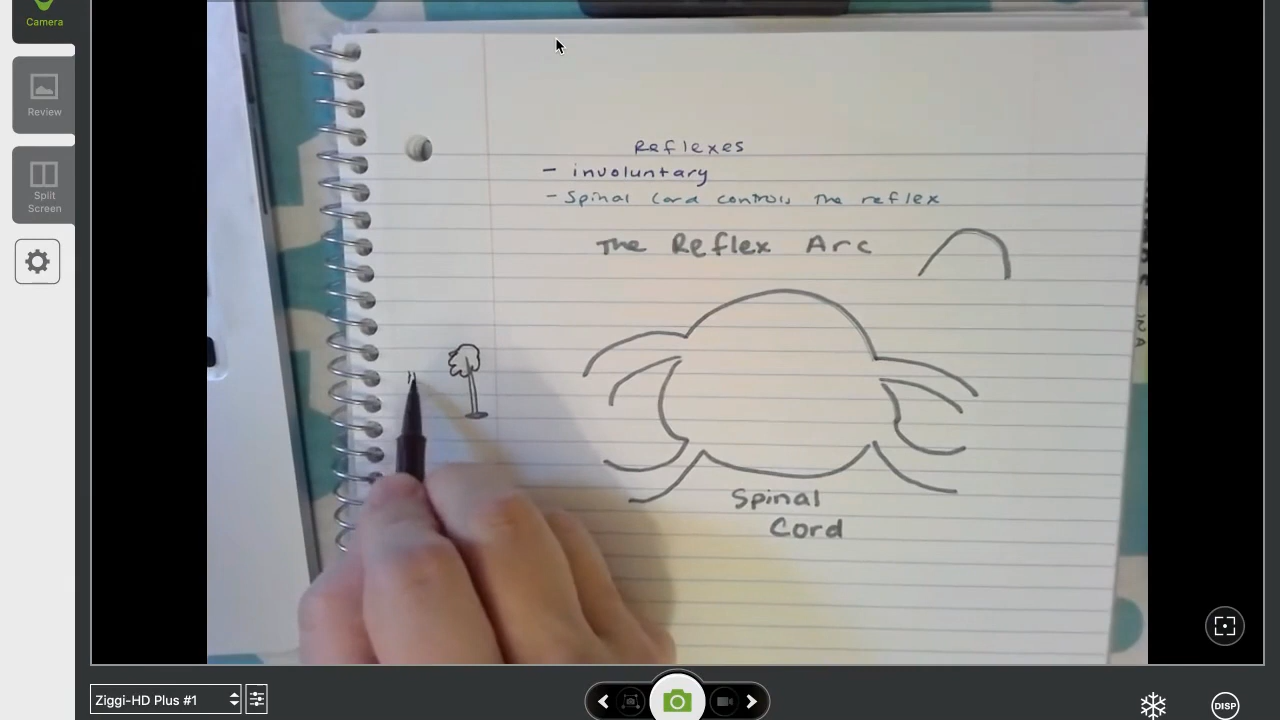 Camera
Review
Split
Screen
Reflexes
- involuntary
- Spinal Cord controls the reflex
The Reflex Arc
Spinal
Cord
Ziggi-HD Plus #1
DISP